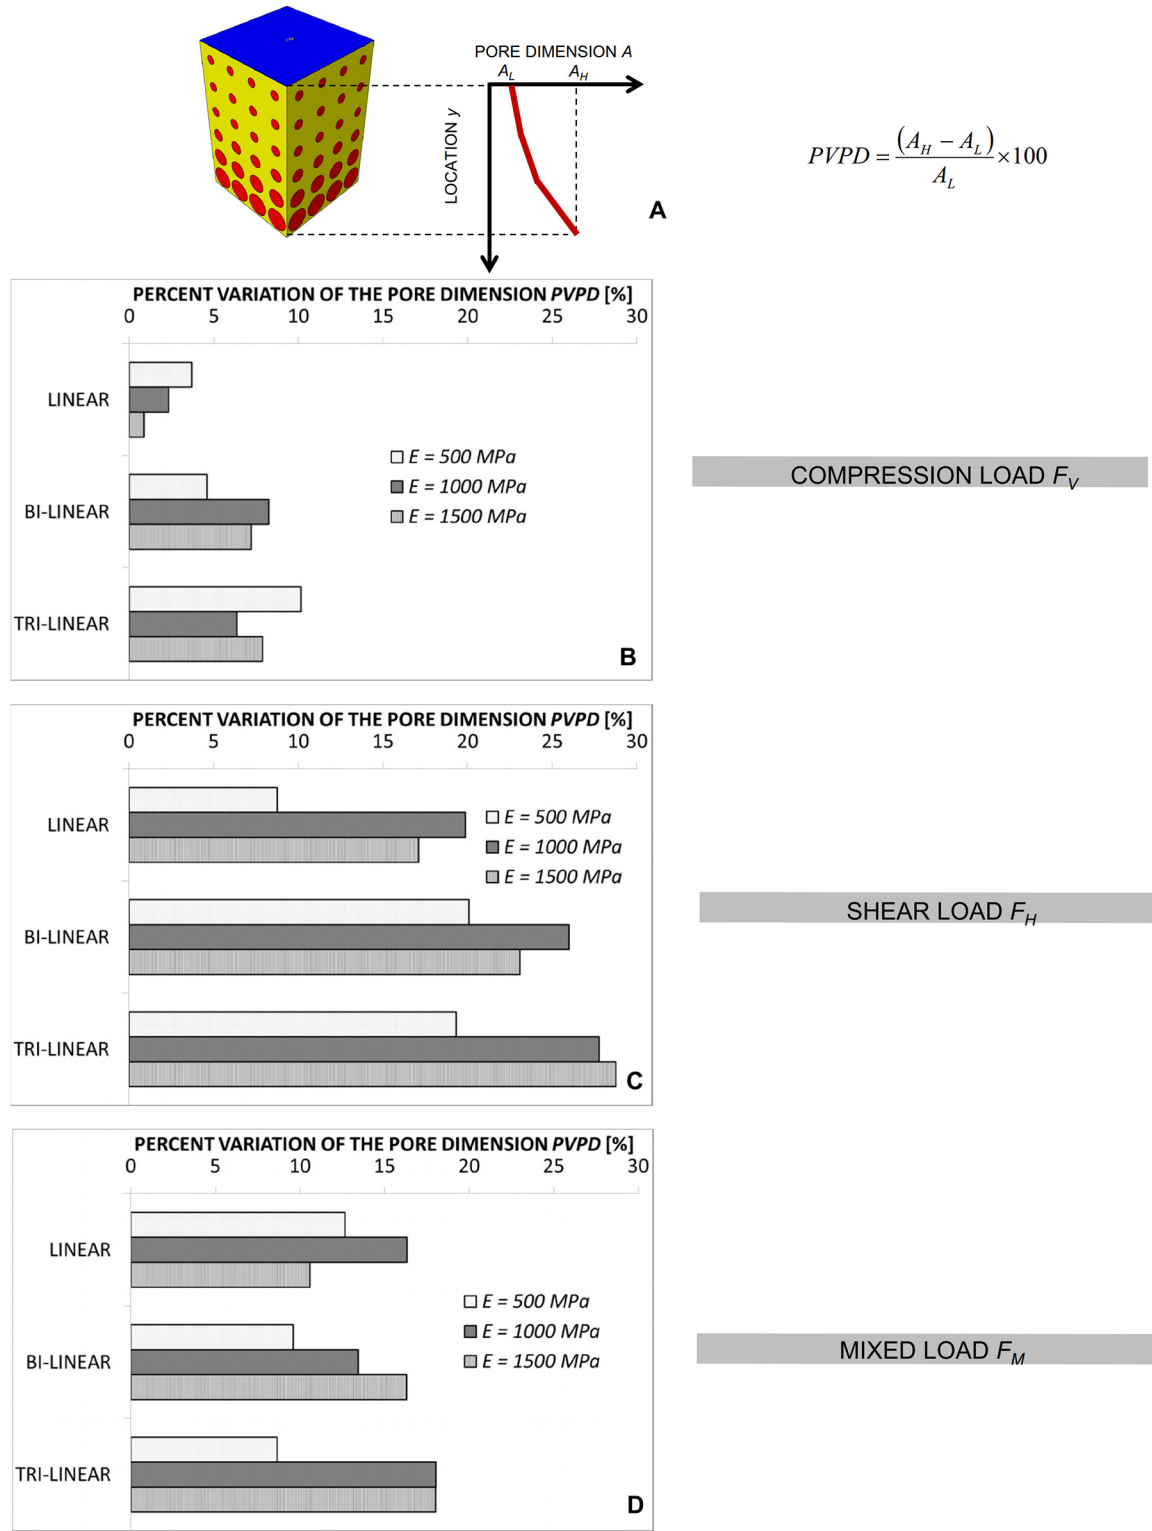 PORE DIMENSION A
A_L A_H
LOCATION y
A
PVPD = (A_H − A_L) / A_L ×100
PERCENT VARIATION OF THE PORE DIMENSION PVPD [%]
0 5 10 15 20 25 30
LINEAR
E = 500 MPa
E = 1000 MPa
E = 1500 MPa
BI-LINEAR
TRI-LINEAR
B
COMPRESSION LOAD F_V
PERCENT VARIATION OF THE PORE DIMENSION PVPD [%]
0 5 10 15 20 25 30
LINEAR
E = 500 MPa
E = 1000 MPa
E = 1500 MPa
BI-LINEAR
TRI-LINEAR
C
SHEAR LOAD F_H
PERCENT VARIATION OF THE PORE DIMENSION PVPD [%]
0 5 10 15 20 25 30
LINEAR
E = 500 MPa
E = 1000 MPa
E = 1500 MPa
BI-LINEAR
TRI-LINEAR
D
MIXED LOAD F_M